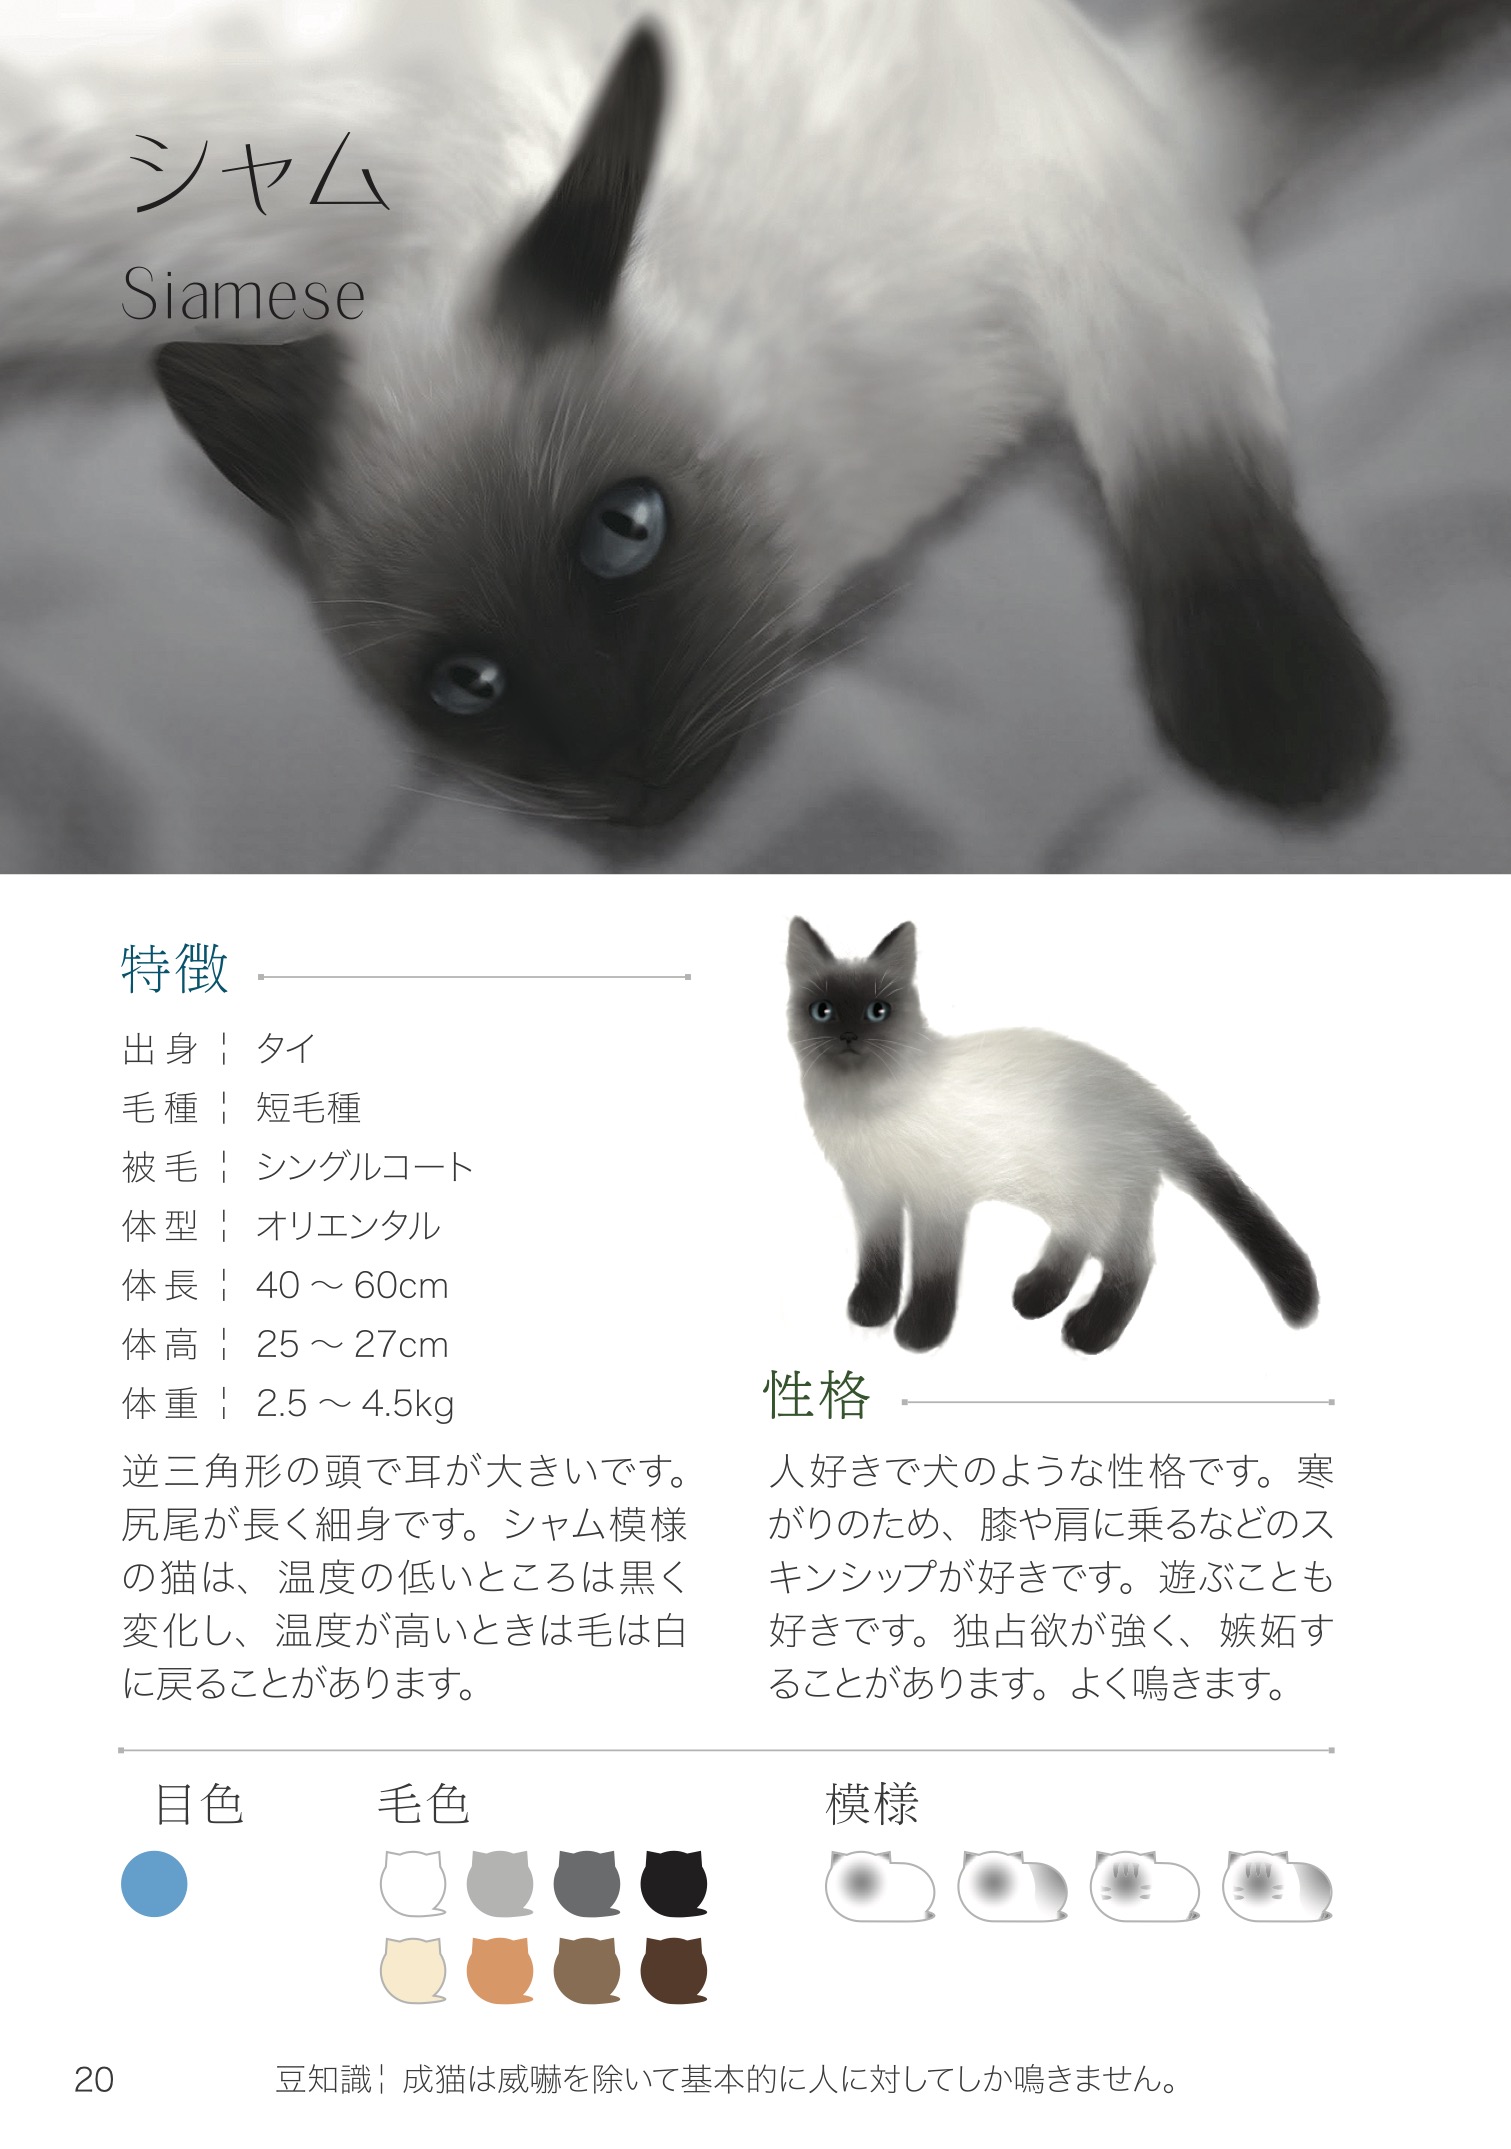 シャム
Siamese
特徴
出身¦タイ
毛種¦短毛種
被毛¦シングルコート
体型¦オリエンタル
体長¦40 〜 60cm
体高¦25 〜 27cm
体重¦2.5 〜 4.5kg
逆三角形の頭で耳が大きいです。
尻尾が長く細身です。シャム模様
の猫は、温度の低いところは黒く
変化し、温度が高いときは毛は白
に戻ることがあります。
性格
人好きで犬のような性格です。寒
がりのため、膝や肩に乗るなどのス
キンシップが好きです。遊ぶことも
好きです。独占欲が強く、嫉妬す
ることがあります。よく鳴きます。
目色
毛色
模様
20
豆知識¦ 成猫は威嚇を除いて基本的に人に対してしか鳴きません。